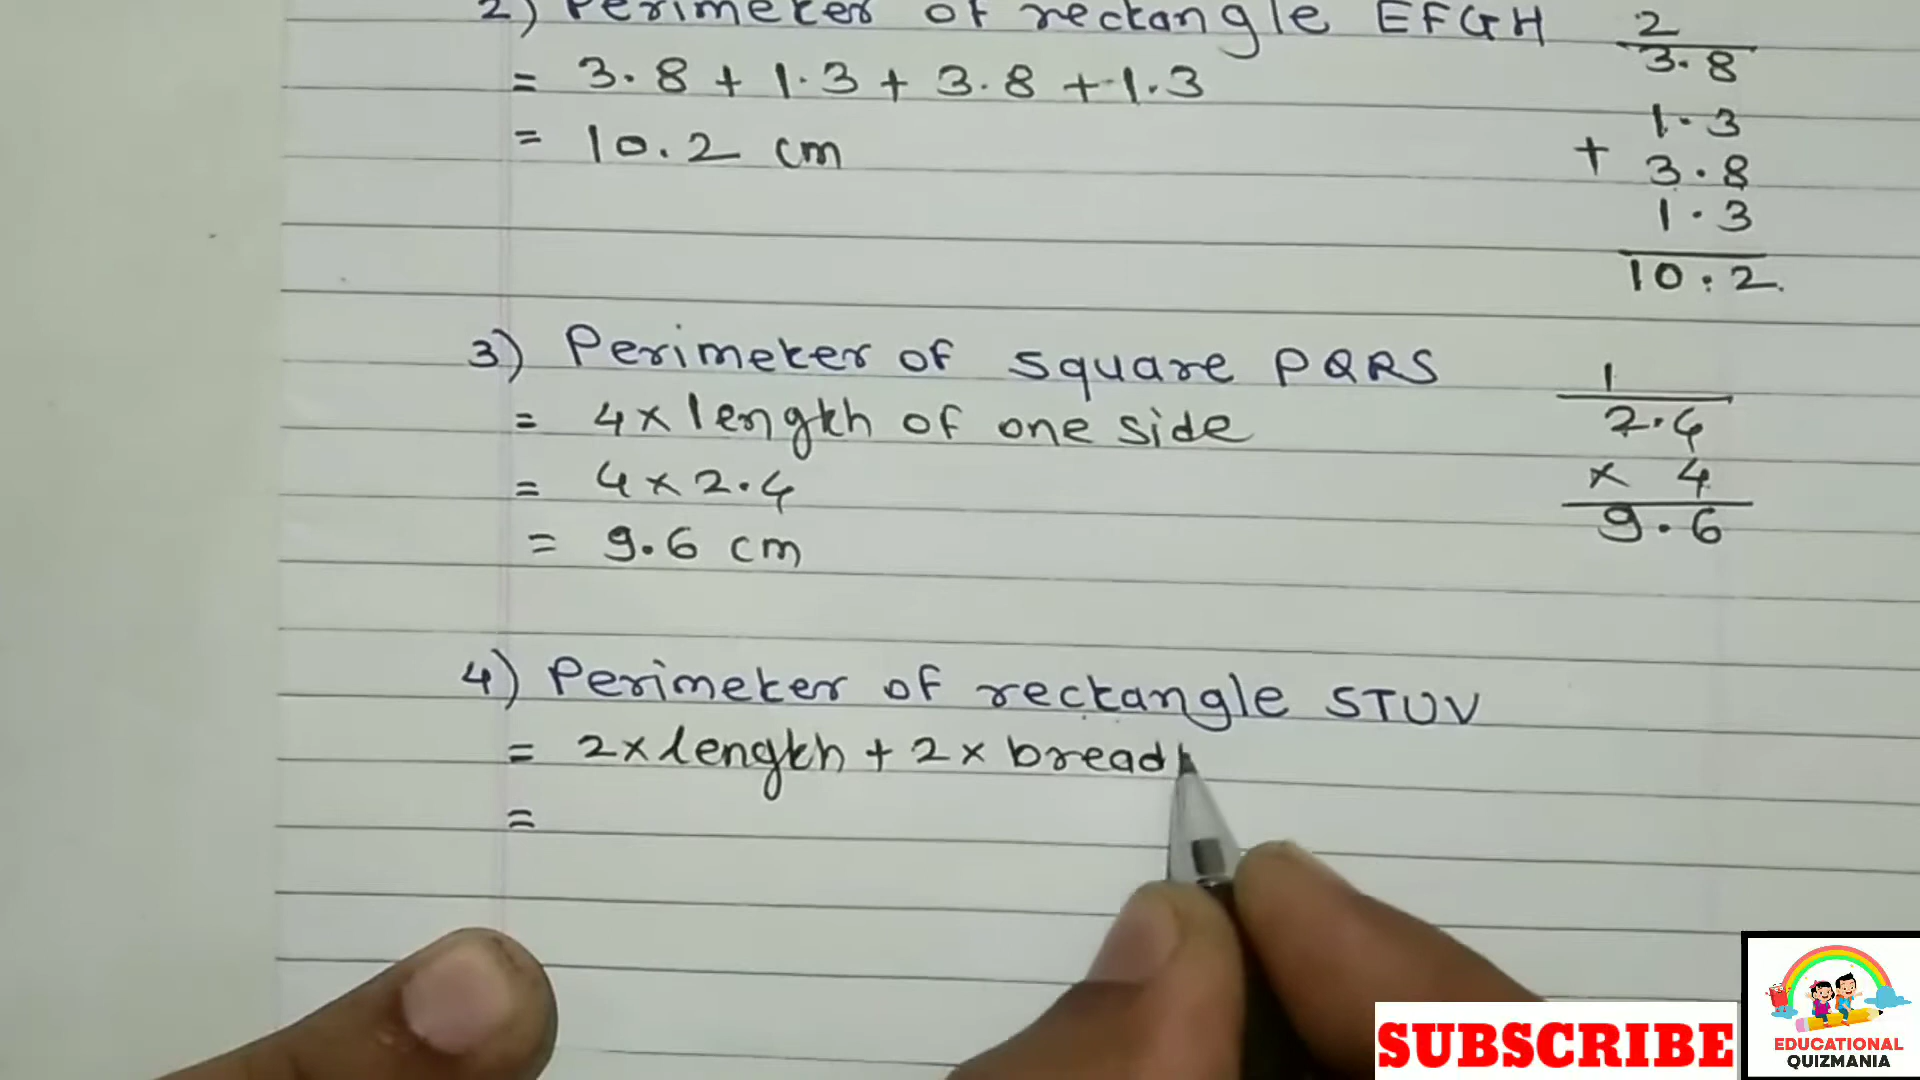 2) Perimeter of rectangle EFGH
= 3.8 + 1.3 + 3.8 + 1.3
= 10.2 cm
2
3.8
1.3
+ 3.8
1.3
10.2
3) Perimeter of square PQRS
= 4 × length of one side
= 4 × 2.4
= 9.6 cm
1
2.4
× 4
9.6
4) Perimeter of rectangle STUV
= 2 × length + 2 × bread
=
SUBSCRIBE
EDUCATIONAL
QUIZMANIA